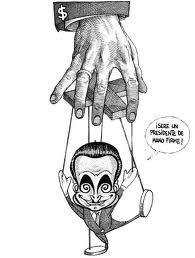 $
¡SERÉ UN
PRESIDENTE DE
MANO FIRME!